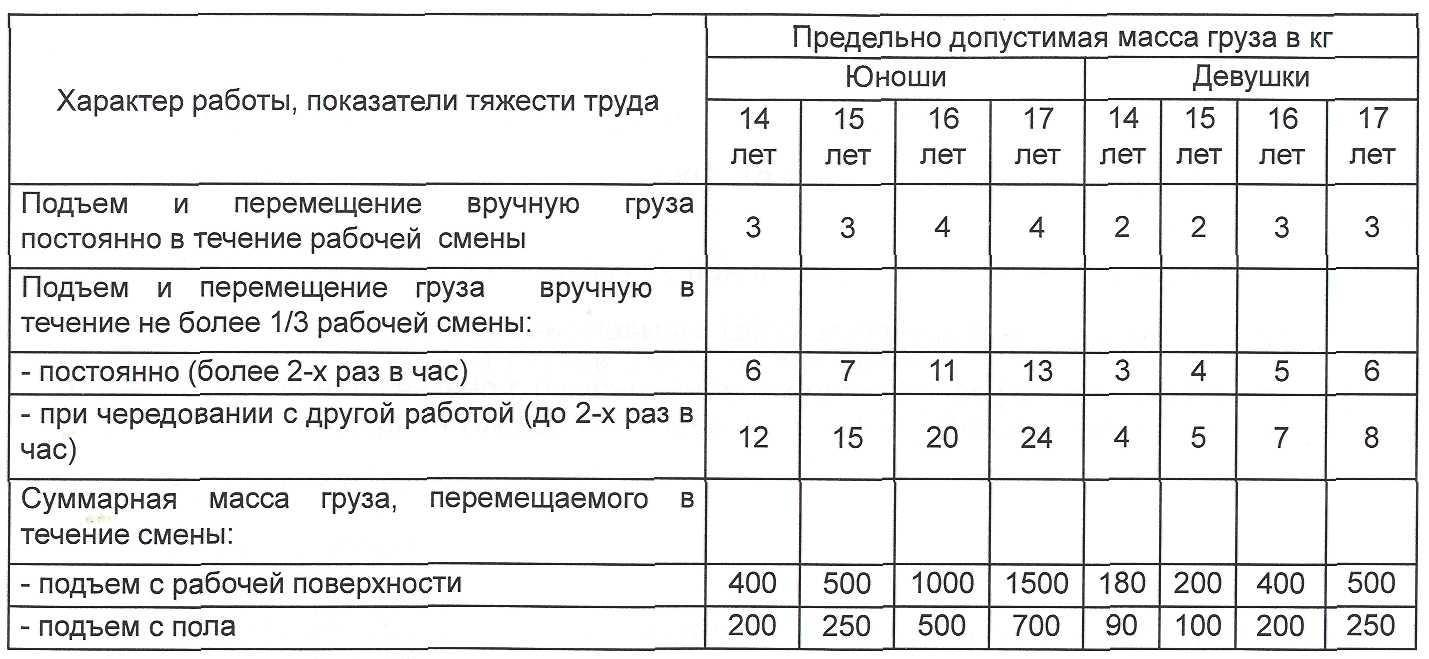 Предельно допустимая масса груза в кг
Характер работы, показатели тяжести труда
Юноши Девушки
14 лет 15 лет 16 лет 17 лет 14 лет 15 лет 16 лет 17 лет
Подъем и перемещение вручную груза
постоянно в течение рабочей смены
3 3 4 4 2 2 3 3
Подъем и перемещение груза вручную в
течение не более 1/3 рабочей смены:
- постоянно (более 2-х раз в час) 6 7 11 13 3 4 5 6
- при чередовании с другой работой (до 2-х раз в
час)
12 15 20 24 4 5 7 8
Суммарная масса груза, перемещаемого в
течение смены:
- подъем с рабочей поверхности 400 500 1000 1500 180 200 400 500
- подъем с пола 200 250 500 700 90 100 200 250